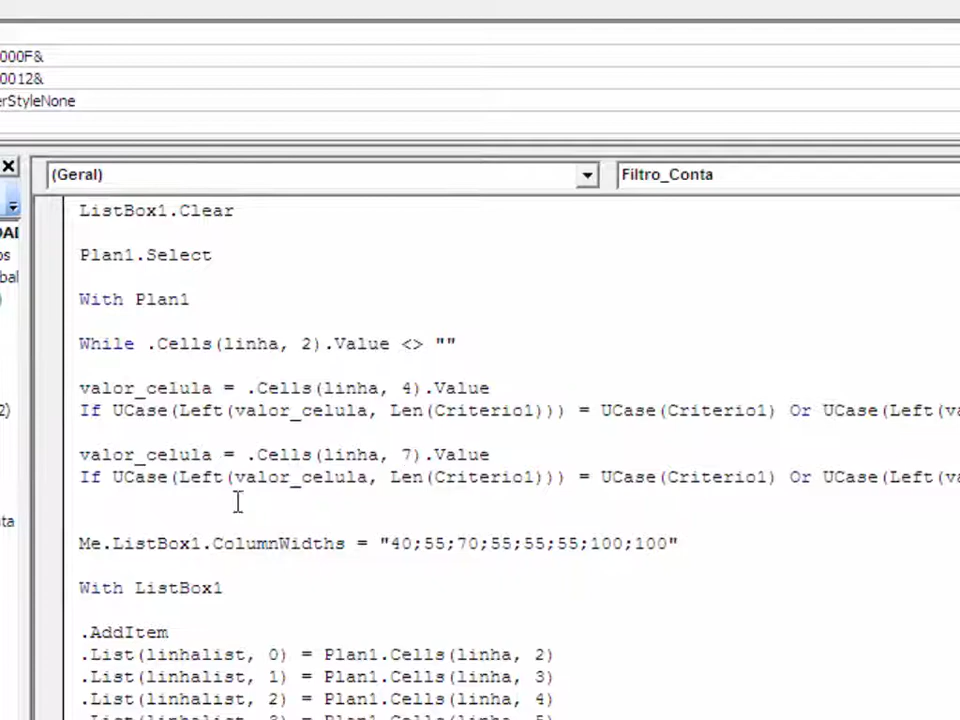 000F&
0012&
erStyleNone
(Geral)
Filtro_Conta
ListBox1.Clear
Plan1.Select
With Plan1
While .Cells(linha, 2).Value <> ""
valor_celula = .Cells(linha, 4).Value
If UCase(Left(valor_celula, Len(Criterio1))) = UCase(Criterio1) Or UCase(Left(va
valor_celula = .Cells(linha, 7).Value
If UCase(Left(valor_celula, Len(Criterio1))) = UCase(Criterio1) Or UCase(Left(va
Me.ListBox1.ColumnWidths = "40;55;70;55;55;55;100;100"
With ListBox1
.AddItem
.List(linhalist, 0) = Plan1.Cells(linha, 2)
.List(linhalist, 1) = Plan1.Cells(linha, 3)
.List(linhalist, 2) = Plan1.Cells(linha, 4)